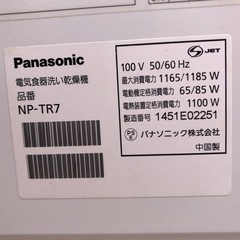 Panasonic
電気食器洗い乾燥機
品番
NP-TR7
JET
100 V 50/60 Hz
最大消費電力 1165/1185 W
電動機定格消費電力 65/85 W
電熱装置定格消費電力 1100 W
製造番号 1451E02251
PS E
パナソニック株式会社
中国製